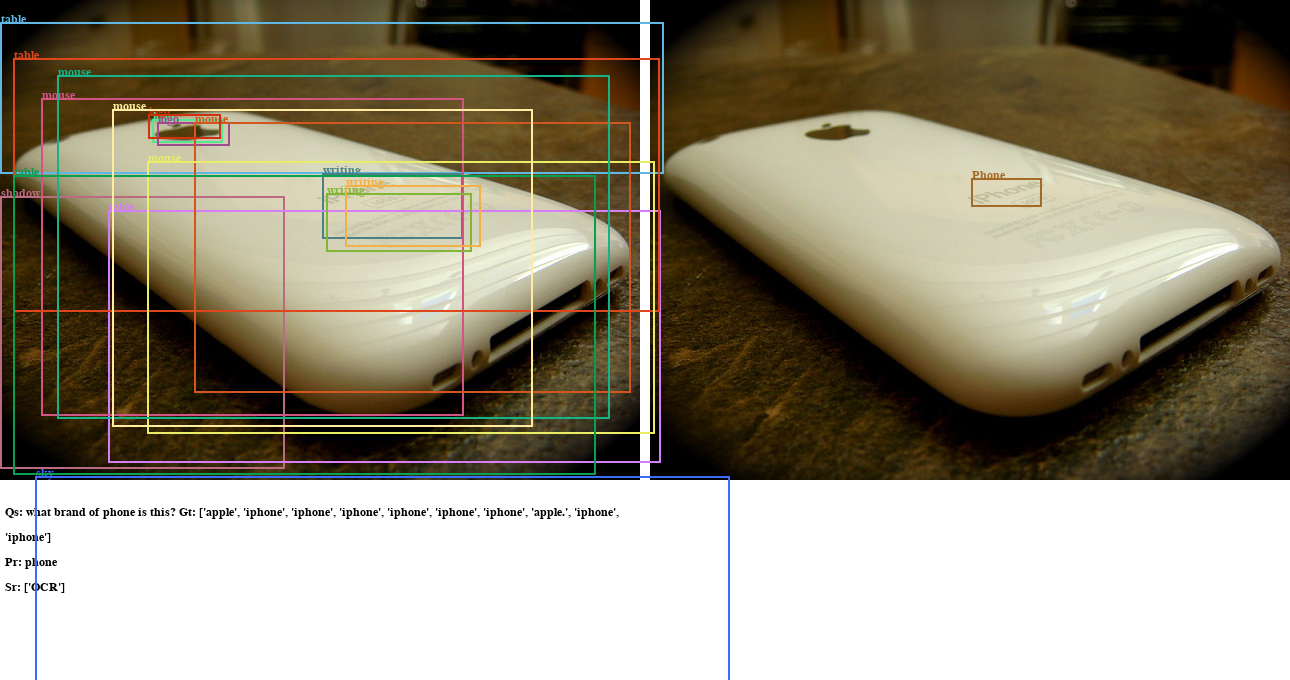 table
table
mouse
mouse
mouse
logo
mouse
mouse
writing
table
writing
writing
shadow
table
Phone
iPhone
sky
Qs: what brand of phone is this? Gt: ['apple', 'iphone', 'iphone', 'iphone', 'iphone', 'iphone', 'iphone', 'apple.', 'iphone',
'iphone']
Pr: phone
Sr: ['OCR']